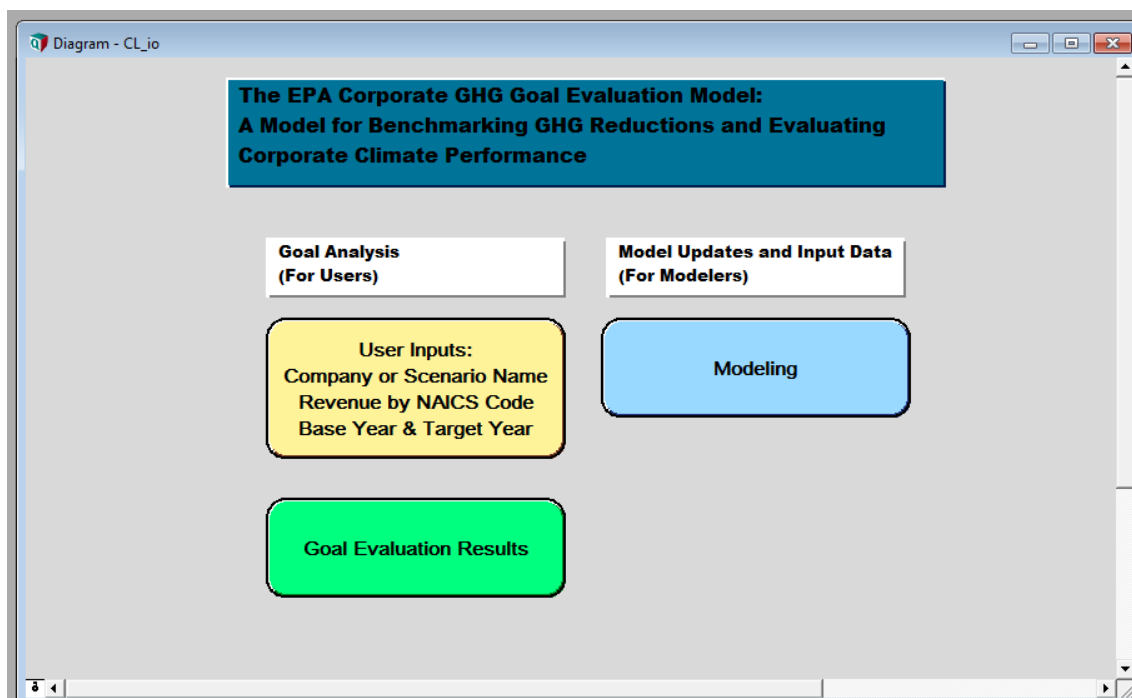 Diagram - CL_io
The EPA Corporate GHG Goal Evaluation Model:
A Model for Benchmarking GHG Reductions and Evaluating
Corporate Climate Performance
Goal Analysis
(For Users)
Model Updates and Input Data
(For Modelers)
User Inputs:
Company or Scenario Name
Revenue by NAICS Code
Base Year & Target Year
Modeling
Goal Evaluation Results